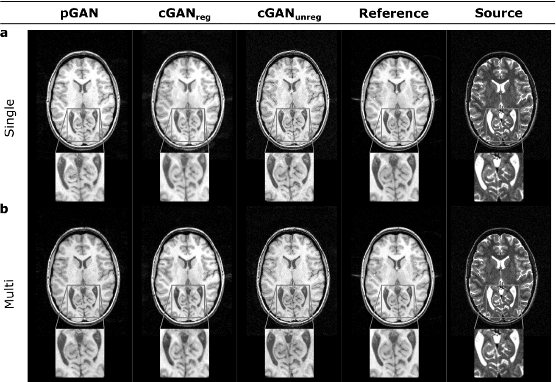 pGAN cGANreg cGANunreg Reference Source
a
Single
b
Multi